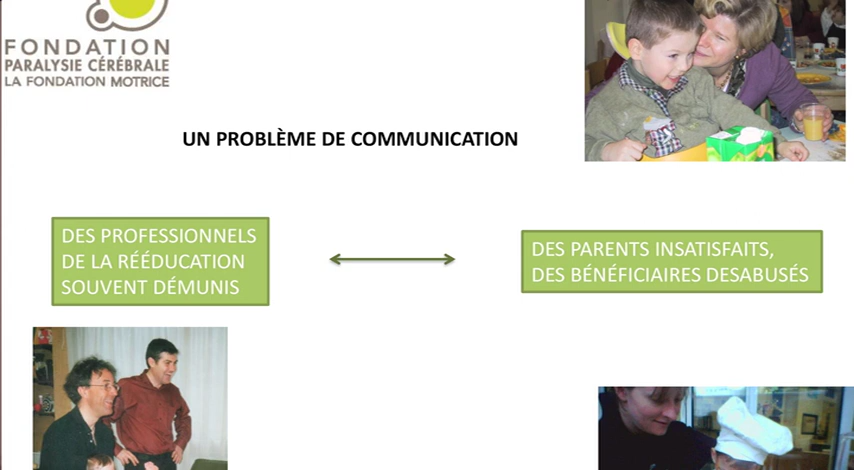 FONDATION
PARALYSIE CÉRÉBRALE
LA FONDATION MOTRICE
UN PROBLÈME DE COMMUNICATION
DES PROFESSIONNELS
DE LA RÉÉDUCATION
SOUVENT DÉMUNIS
DES PARENTS INSATISFAITS,
DES BÉNÉFICIAIRES DESABUSÉS